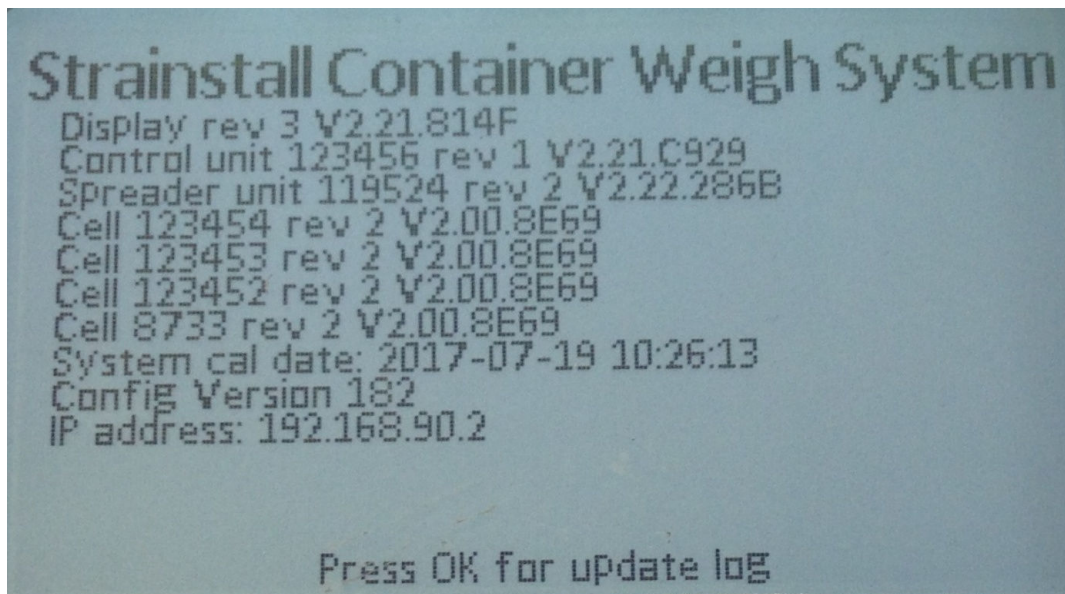 Strainstall Container Weigh System
Display rev 3 V2.21.814F
Control unit 123456 rev 1 V2.21.C929
Spreader unit 119524 rev 2 V2.22.286B
Cell 123454 rev 2 V2.00.8E69
Cell 123453 rev 2 V2.00.8E69
Cell 123452 rev 2 V2.00.8E69
Cell 8733 rev 2 V2.00.8E69
System cal date: 2017-07-19 10:26:13
Config Version 182
IP address: 192.168.90.2
Press OK for update log